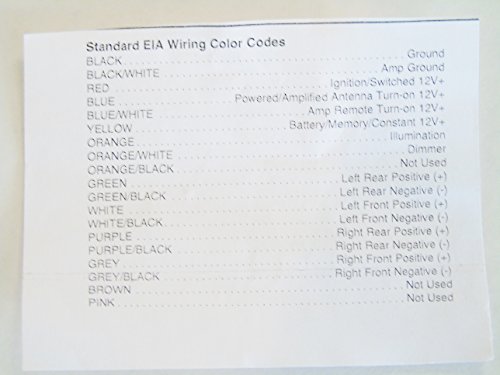 Standard EIA Wiring Color Codes
BLACK ........ Ground
BLACK/WHITE ........ Amp Ground
RED ........ Ignition/Switched 12V+
BLUE ........ Powered/Amplified Antenna Turn-on 12V+
BLUE/WHITE ........ Amp Remote Turn-on 12V+
YELLOW ........ Battery/Memory/Constant 12V+
ORANGE ........ Illumination
ORANGE/WHITE ........ Dimmer
ORANGE/BLACK ........ Not Used
GREEN ........ Left Rear Positive (+)
GREEN/BLACK ........ Left Rear Negative (-)
WHITE ........ Left Front Positive (+)
WHITE/BLACK ........ Left Front Negative (-)
PURPLE ........ Right Rear Positive (+)
PURPLE/BLACK ........ Right Rear Negative (-)
GREY ........ Right Front Positive (+)
GREY/BLACK ........ Right Front Negative (-)
BROWN ........ Not Used
PINK ........ Not Used